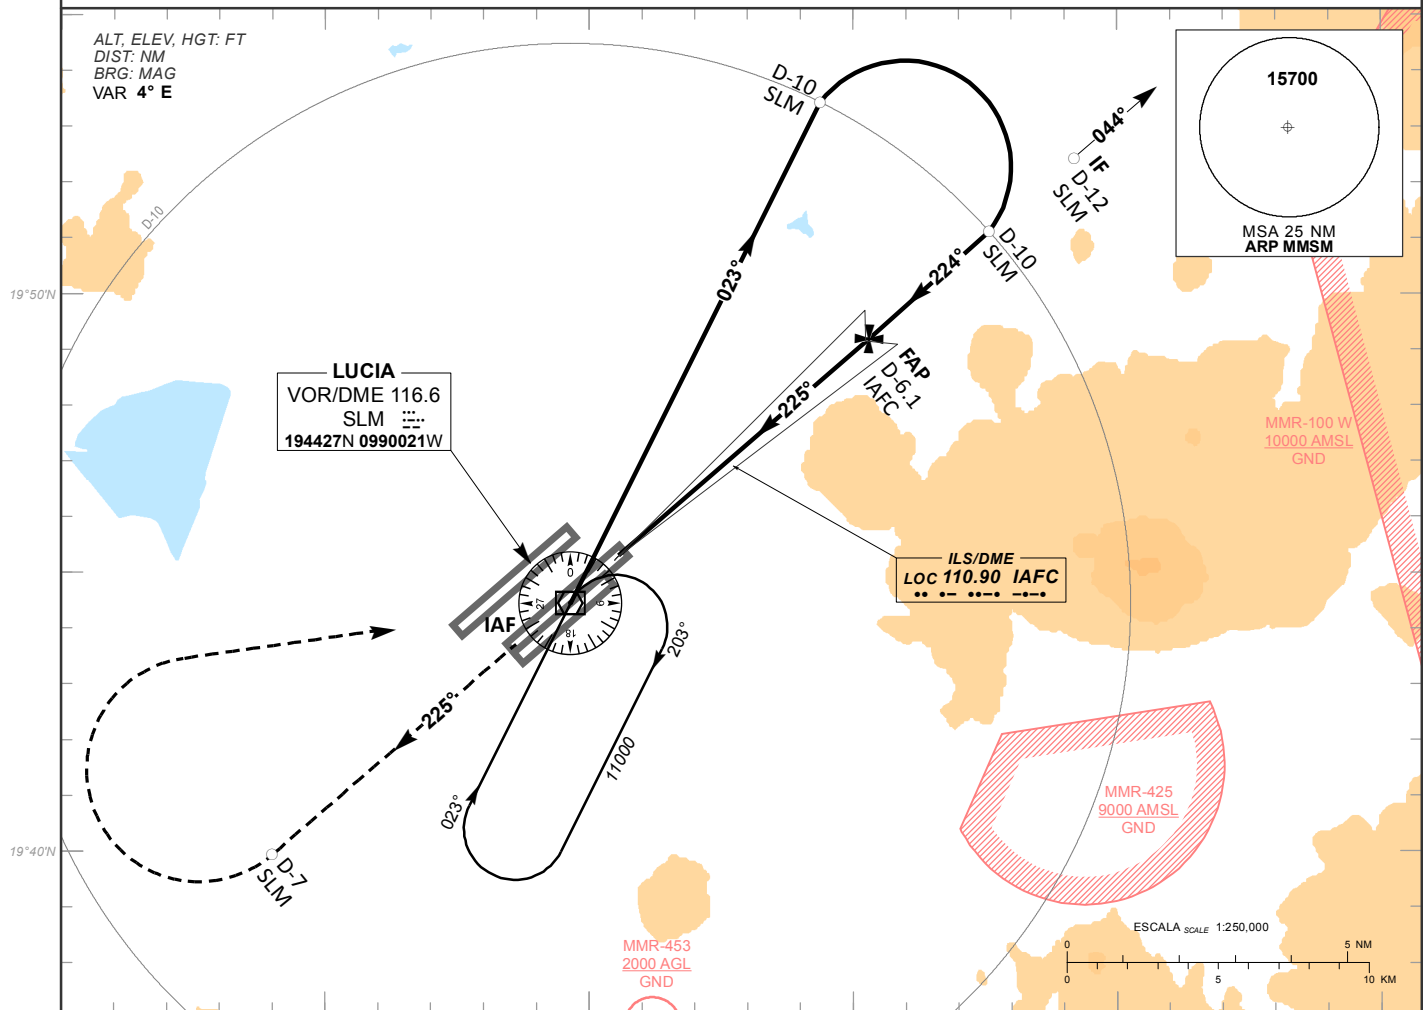 ALT, ELEV, HGT: FT
DIST: NM
BRG: MAG
VAR 4° E
D-10
SLM
044°
IF
D-12
SLM
15700
MSA 25 NM
ARP MMSM
D-10
D-10
SLM
023°
224°
19°50'N
FAP
D-6.1
IAFC
225°
LUCIA
VOR/DME 116.6
SLM
194427N 0990021W
MMR-100 W
10000 AMSL
GND
ILS/DME
LOC 110.90 IAFC
0
9
18
27
IAF
203°
225°
11000
023°
MMR-425
9000 AMSL
GND
19°40'N
D-7
SLM
MMR-453
2000 AGL
GND
ESCALA SCALE 1:250,000
0 5 NM
0 5 10 KM